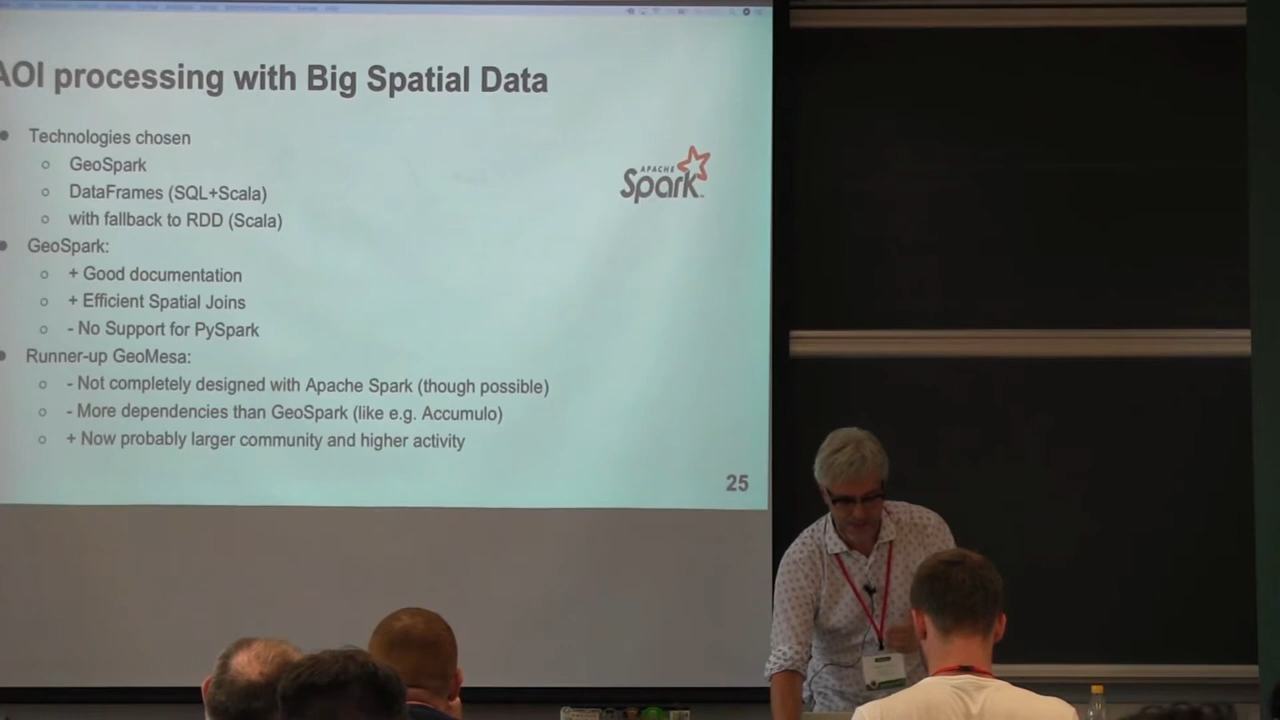 AOI processing with Big Spatial Data
Technologies chosen
GeoSpark
DataFrames (SQL+Scala)
with fallback to RDD (Scala)
GeoSpark:
+ Good documentation
+ Efficient Spatial Joins
- No Support for PySpark
Runner-up GeoMesa:
- Not completely designed with Apache Spark (though possible)
- More dependencies than GeoSpark (like e.g. Accumulo)
+ Now probably larger community and higher activity
APACHE
Spark
25